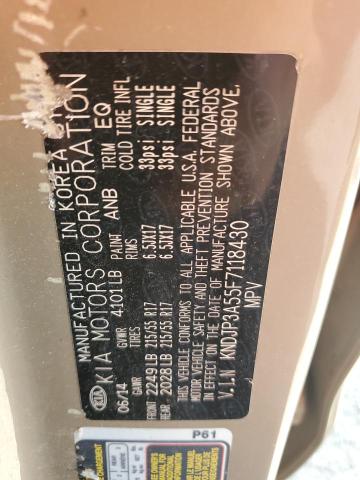 MANUFACTURED IN KOREA BY
KIA MOTORS CORPORATION
06/14 GVWR 4101LB PAINT ANB TRIM EQ
TIRES RIMS COLD TIRE INFL
FRONT 2249LB 215/55 R17 6.5JX17 33psi SINGLE
REAR 2028LB 215/55 R17 6.5JX17 33psi SINGLE
THIS VEHICLE CONFORMS TO ALL APPLICABLE U.S.A. FEDERAL
MOTOR VEHICLE SAFETY AND THEFT PREVENTION STANDARDS
IN EFFECT ON THE DATE OF MANUFACTURE SHOWN ABOVE.
V.I.N KNDJP3A55F7118430
MPV
KIA
P61